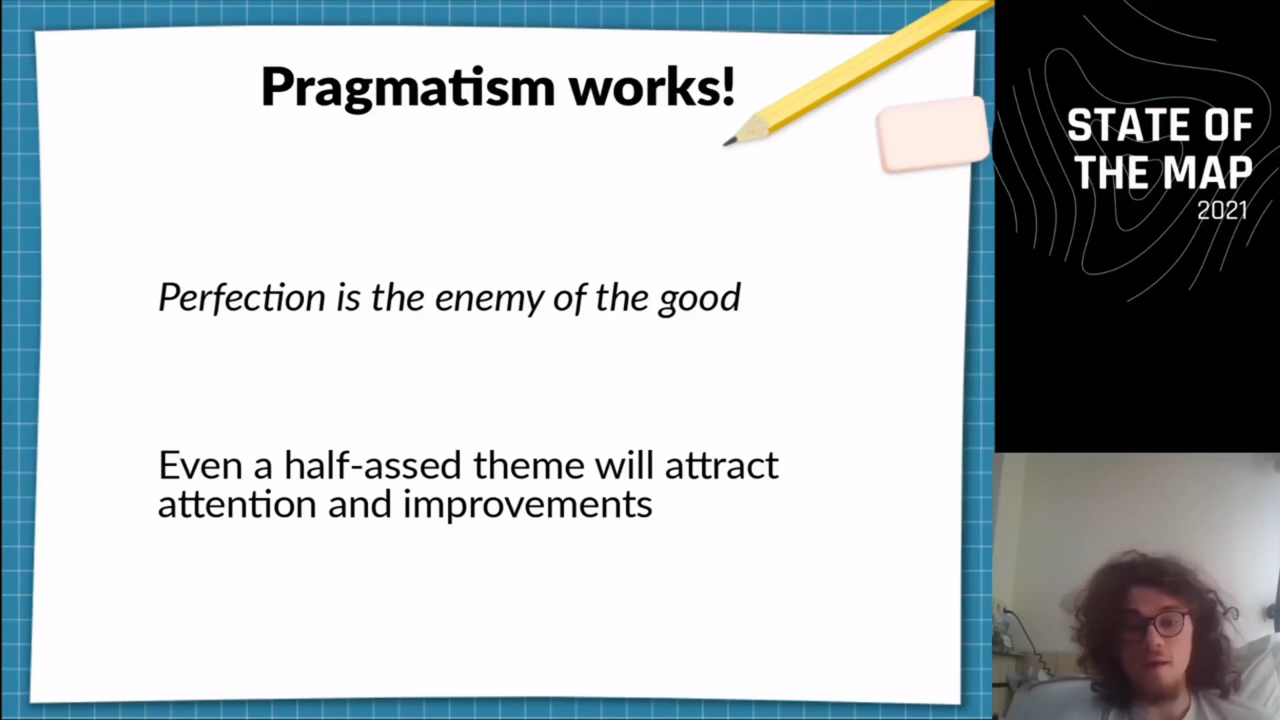 Pragmatism works!
Perfection is the enemy of the good
Even a half-assed theme will attract
attention and improvements
STATE OF
THE MAP
2021